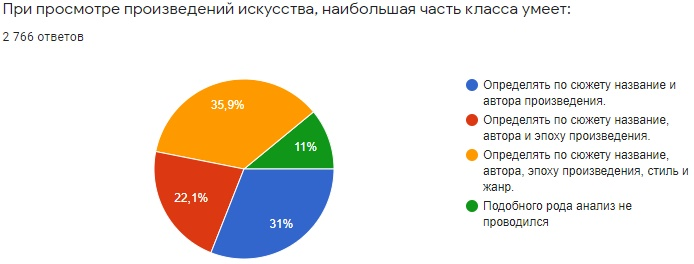 При просмотре произведений искусства, наибольшая часть класса умеет:
2 766 ответов
35,9%
11%
22,1%
31%
Определять по сюжету название и
автора произведения.
Определять по сюжету название,
автора и эпоху произведения.
Определять по сюжету название,
автора, эпоху произведения, стиль и
жанр.
Подобного рода анализ не
проводился